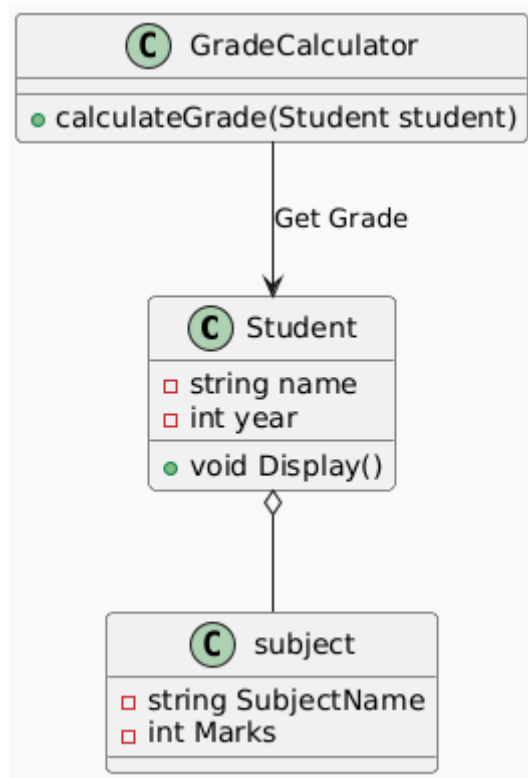 C GradeCalculator
calculateGrade(Student student)
Get Grade
C Student
string name
int year
void Display()
C subject
string SubjectName
int Marks